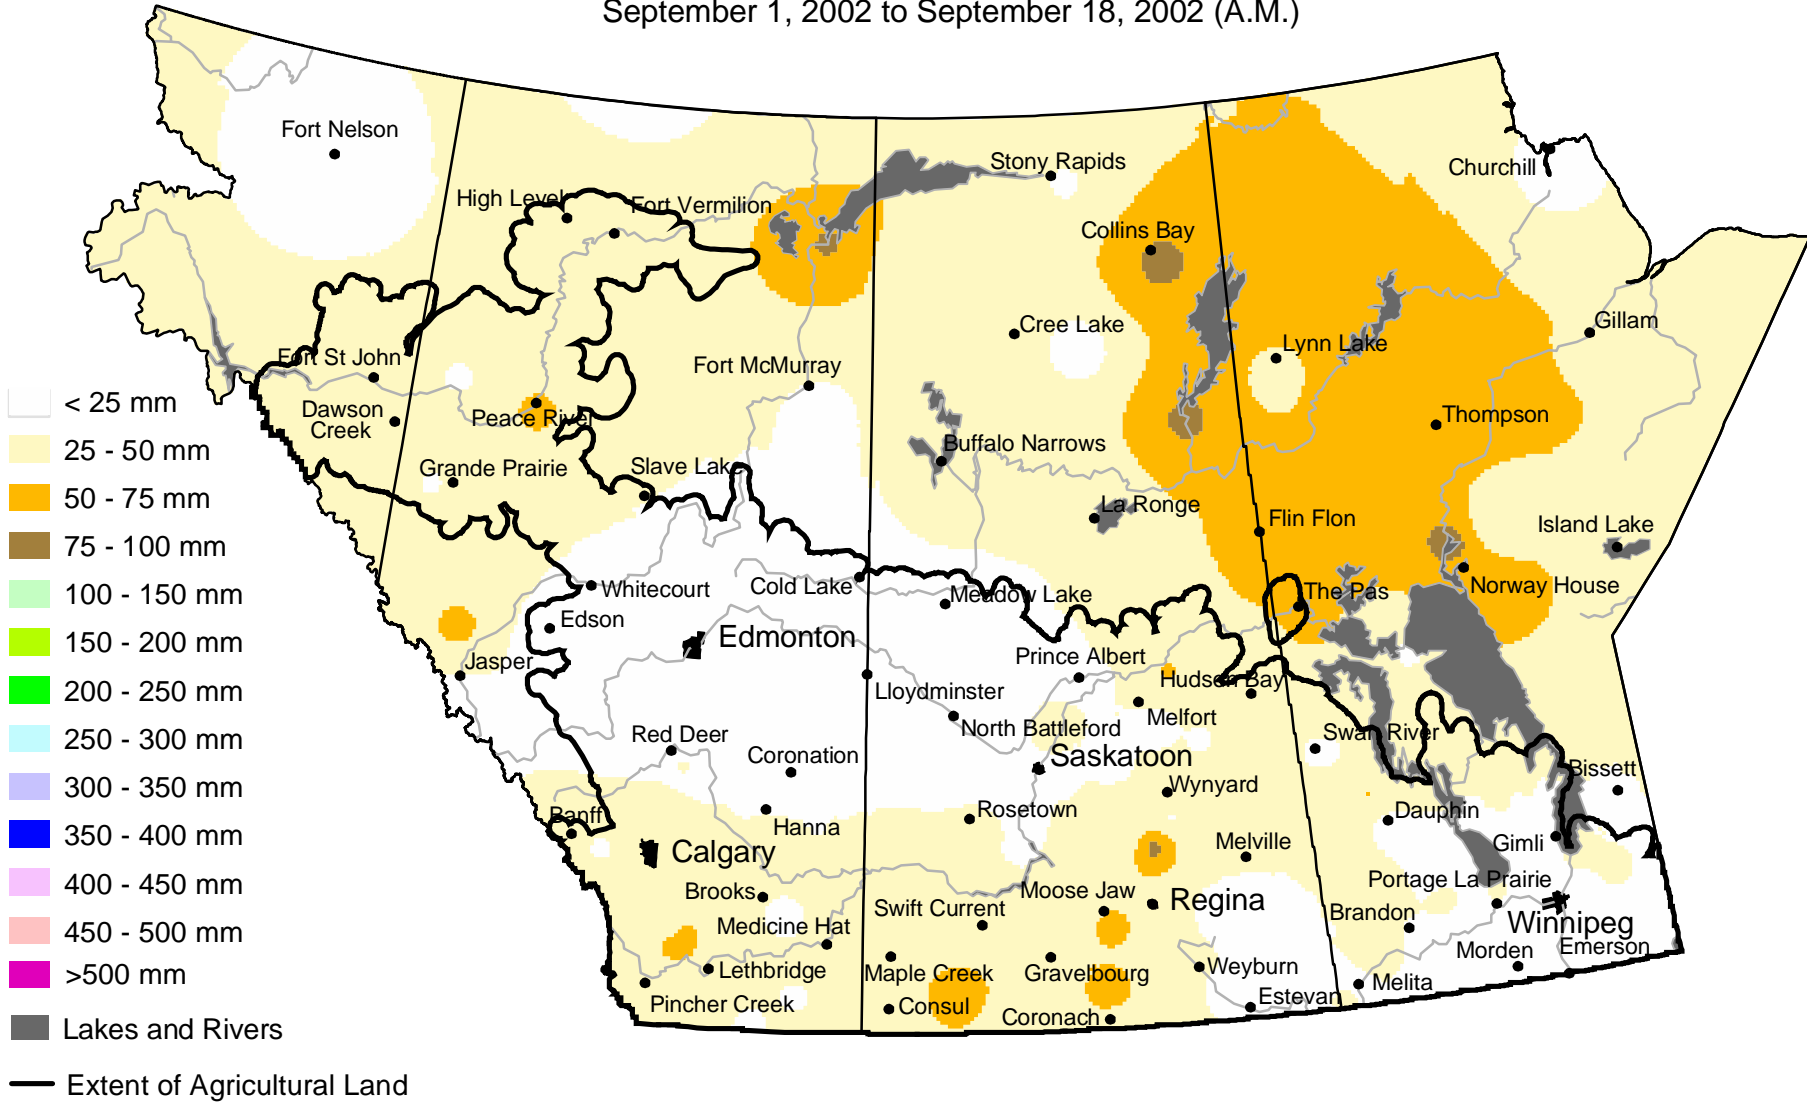 September 1, 2002 to September 18, 2002 (A.M.)
Fort Nelson
Stony Rapids
Churchill
High Level
Fort Vermilion
Collins Bay
Cree Lake
Gillam
Lynn Lake
Fort St John
Fort McMurray
Dawson
Creek
Peace River
Thompson
Buffalo Narrows
Grande Prairie
Slave Lake
La Ronge
Flin Flon
Island Lake
Whitecourt
Cold Lake
Meadow Lake
The Pas
Norway House
Edson
Edmonton
Jasper
Prince Albert
Hudson Bay
Lloydminster
Melfort
North Battleford
Red Deer
Swan River
Coronation
Saskatoon
Bissett
Wynyard
Banff
Hanna
Rosetown
Dauphin
Calgary
Melville
Gimli
Brooks
Moose Jaw
Portage La Prairie
Swift Current
Regina
Medicine Hat
Brandon
Winnipeg
Morden
Emerson
Lethbridge
Maple Creek
Gravelbourg
Weyburn
Melita
Pincher Creek
Consul
Coronach
Estevan
< 25 mm
25 - 50 mm
50 - 75 mm
75 - 100 mm
100 - 150 mm
150 - 200 mm
200 - 250 mm
250 - 300 mm
300 - 350 mm
350 - 400 mm
400 - 450 mm
450 - 500 mm
>500 mm
Lakes and Rivers
Extent of Agricultural Land